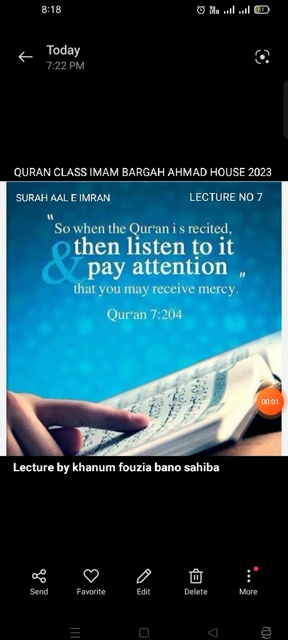 8:18
Today
7:22 PM
QURAN CLASS IMAM BARGAH AHMAD HOUSE 2023
SURAH AAL E IMRAN
LECTURE NO 7
"So when the Qur'an i s recited,
& then listen to it
pay attention"
that you may receive mercy.
Qur'an 7:204
00:01
Lecture by khanum fouzia bano sahiba
Send
Favorite
Edit
Delete
More